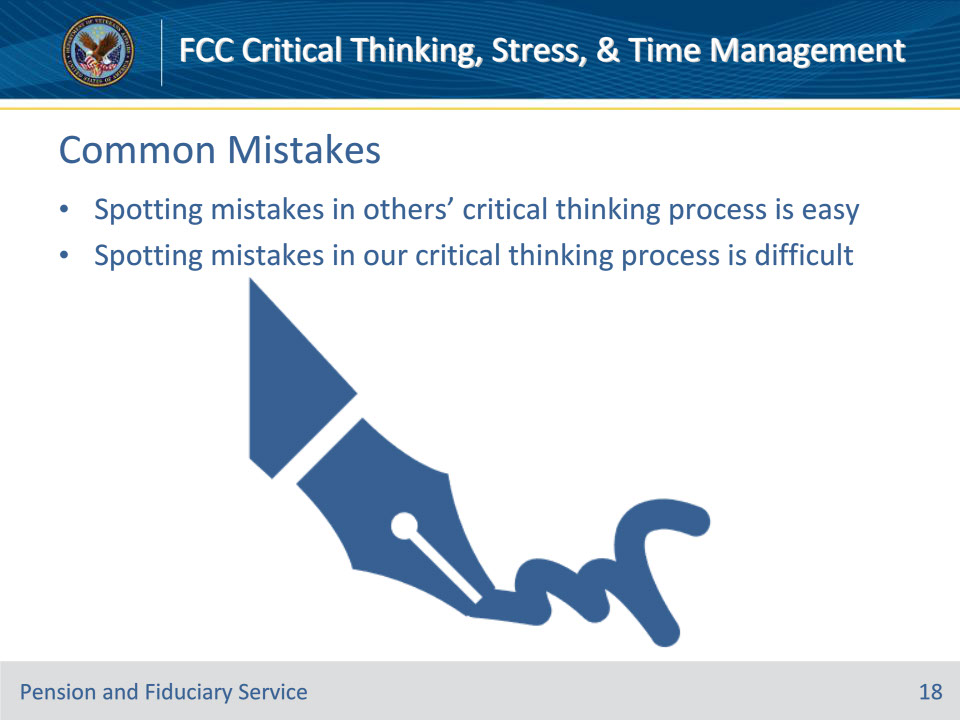 FCC Critical Thinking, Stress, & Time Management
Common Mistakes
• Spotting mistakes in others’ critical thinking process is easy
• Spotting mistakes in our critical thinking process is difficult
Pension and Fiduciary Service
18